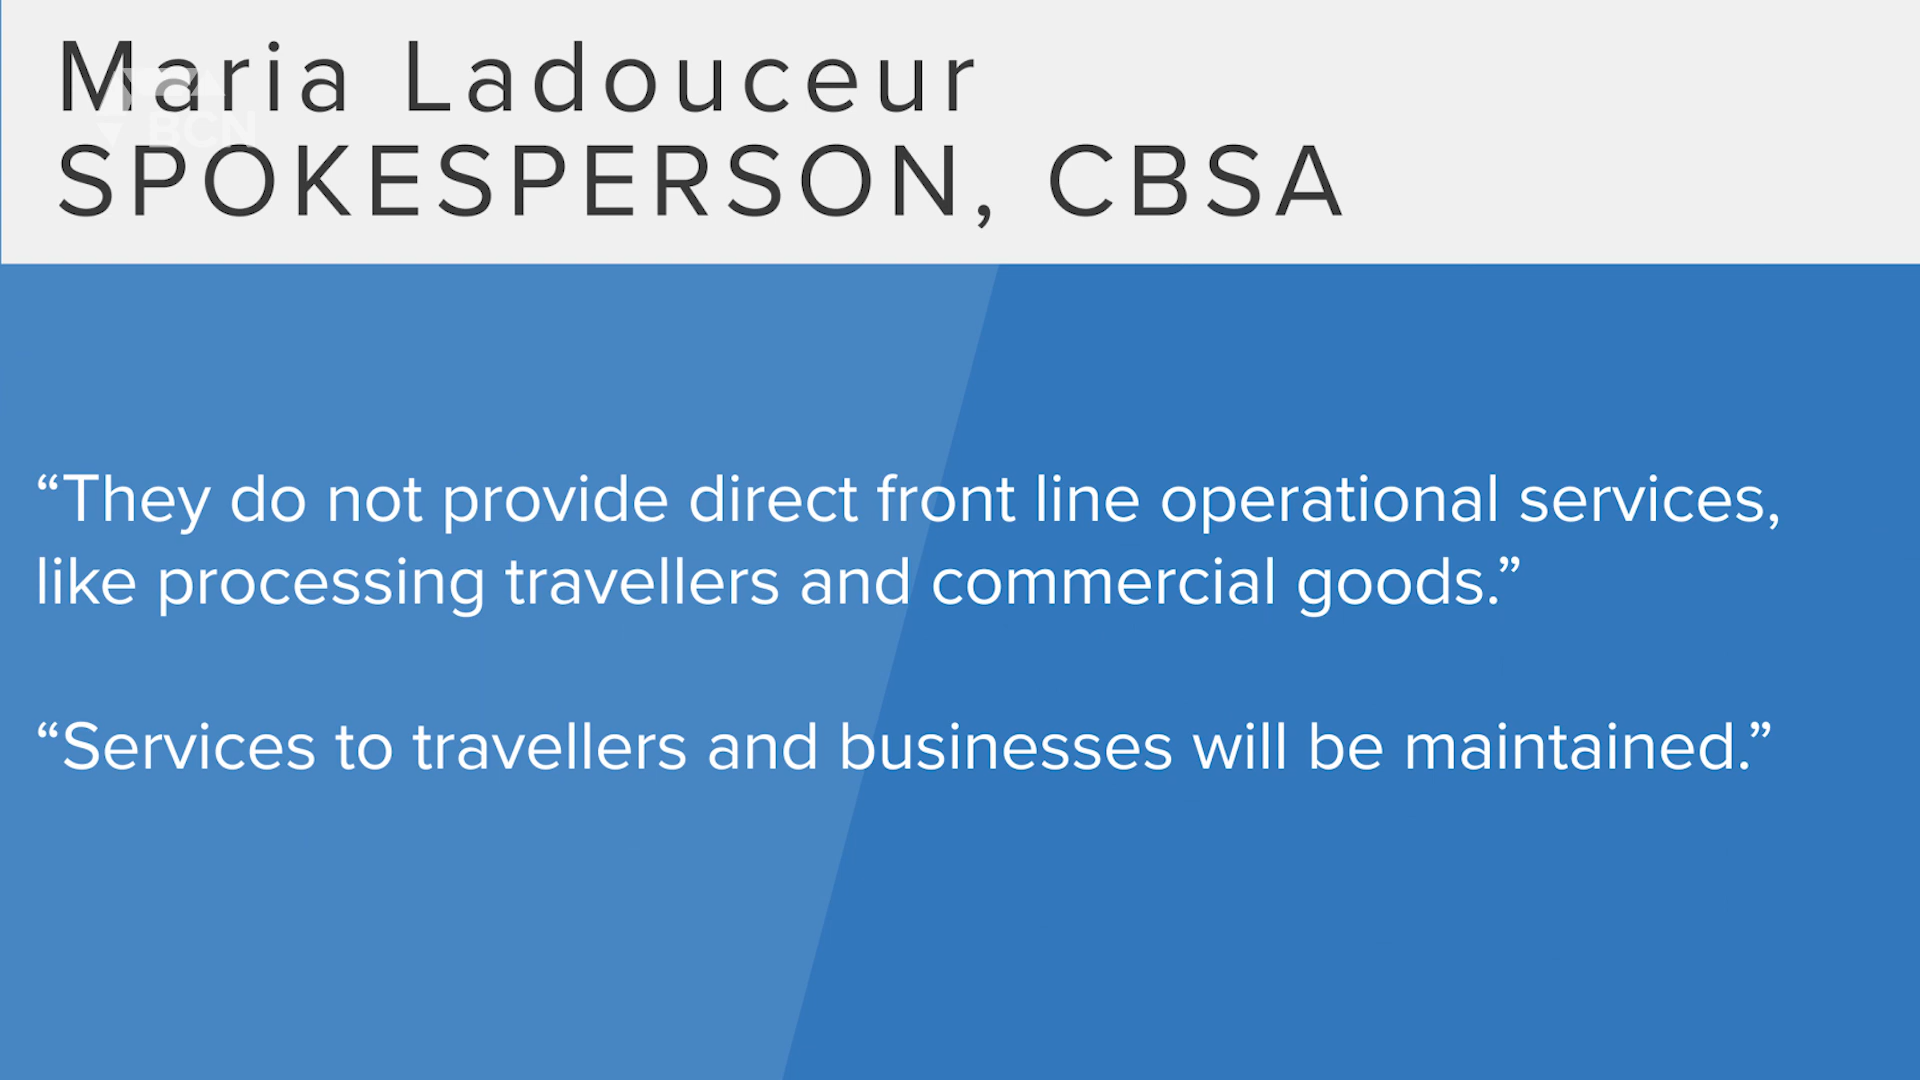 Maria Ladouceur
BCN
SPOKESPERSON, CBSA
“They do not provide direct front line operational services,
like processing travellers and commercial goods.”
“Services to travellers and businesses will be maintained.”